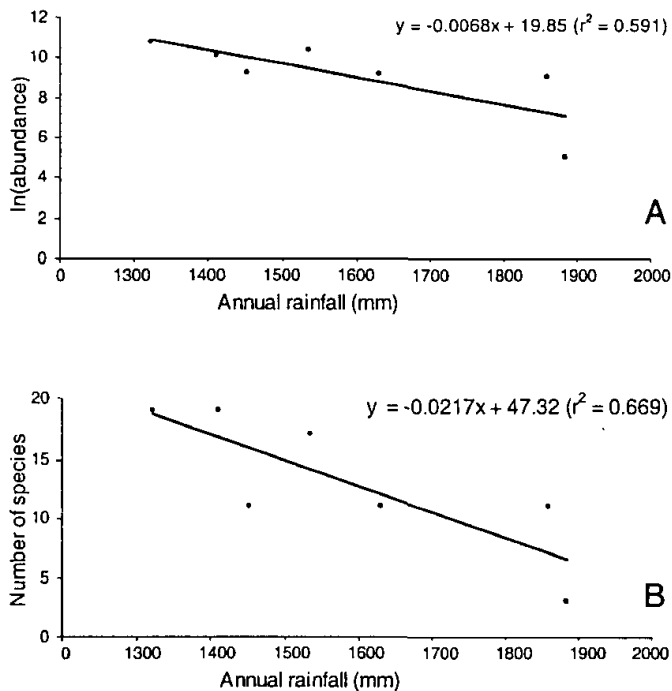 y = -0.0068x + 19.85 (r² = 0.591)
12
10
8
6
4
2
0
ln(abundance)
A
0 1300 1400 1500 1600 1700 1800 1900 2000
Annual rainfall (mm)
y = -0.0217x + 47.32 (r² = 0.669)
20
15
10
5
0
Number of species
B
0 1300 1400 1500 1600 1700 1800 1900 2000
Annual rainfall (mm)